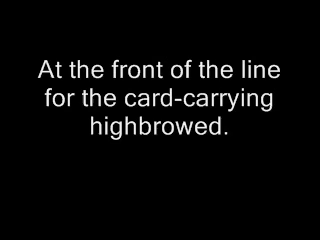 At the front of the line
for the card-carrying
highbrowed.